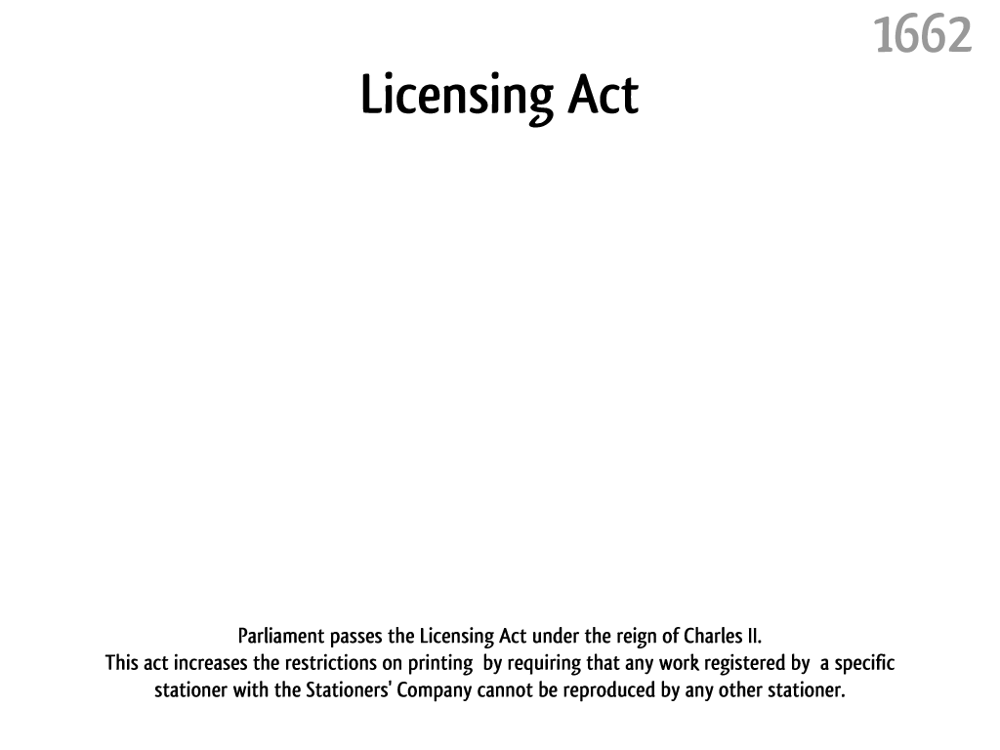 1662
Licensing Act
Parliament passes the Licensing Act under the reign of Charles II.
This act increases the restrictions on printing  by requiring that any work registered by  a specific
stationer with the Stationers' Company cannot be reproduced by any other stationer.